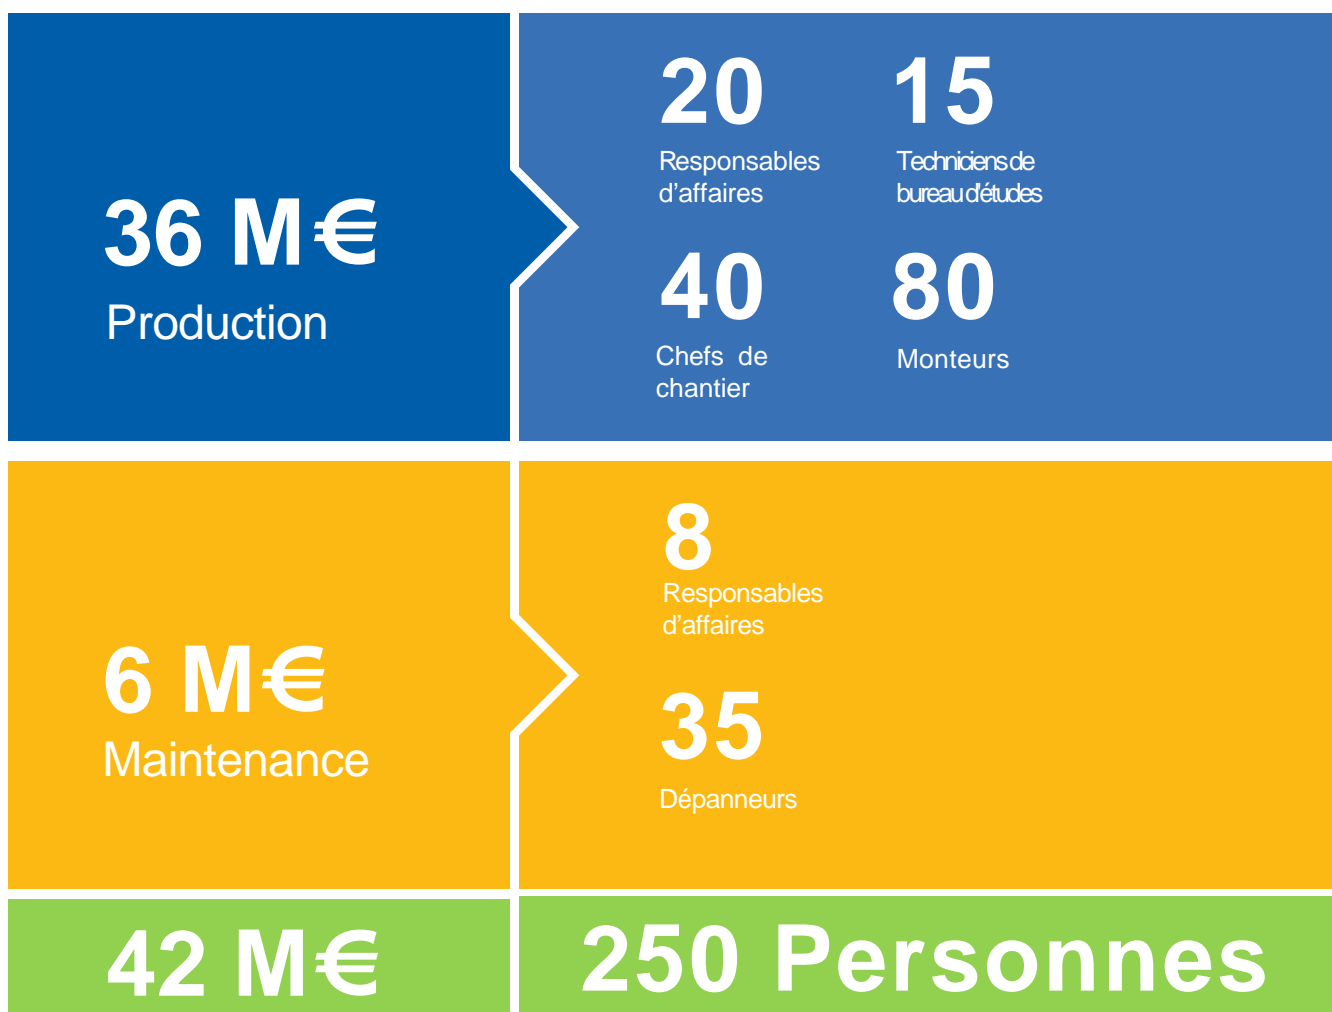 36 M€
Production
20
Responsables
d’affaires
15
Techniciens de
bureau d'études
40
Chefs de
chantier
80
Monteurs
6 M€
Maintenance
8
Responsables
d’affaires
35
Dépanneurs
42 M€
250 Personnes